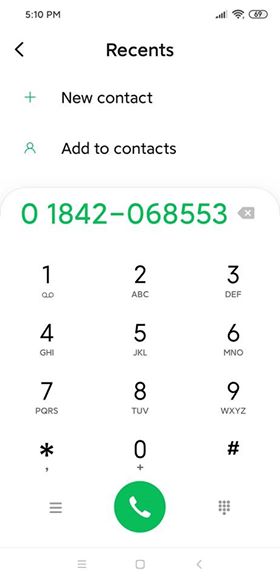 5:10 PM 69
Recents
+ New contact
Add to contacts
0 1842-068553
1 2 3
ABC DEF
4 5 6
GHI JKL MNO
7 8 9
PQRS TUV WXYZ
* 0 #
, +